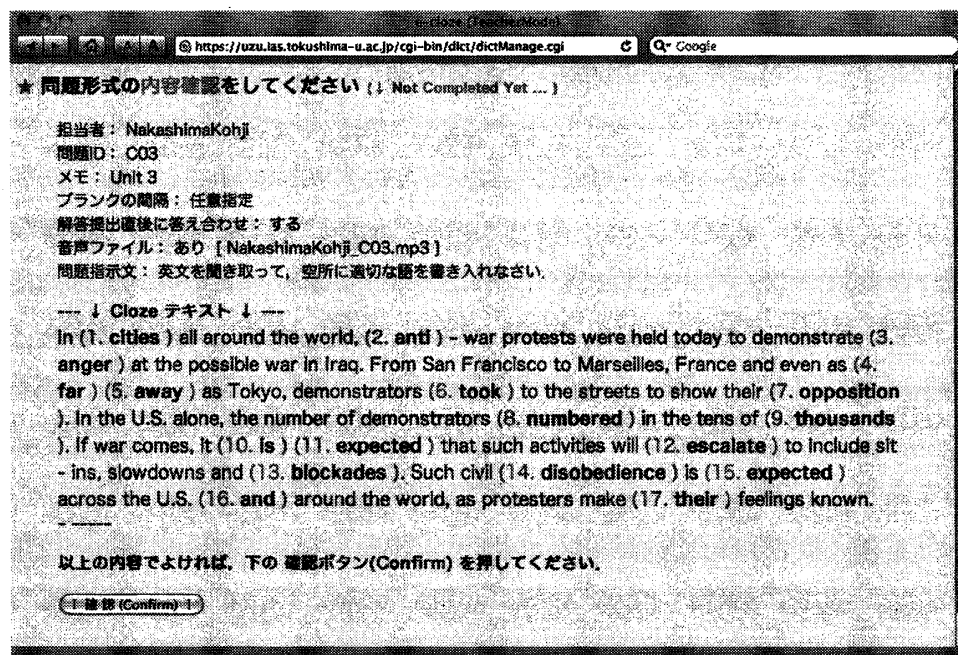 e-cloze (TeacherMode)
https://uzu.ias.tokushima-u.ac.jp/cgi-bin/dict/dictManage.cgi
Google
★ 問題形式の内容確認をしてください (↓ Not Completed Yet ... )
担当者： NakashimaKohji
問題ID： C03
メモ： Unit 3
ブランクの間隔： 任意指定
解答提出直後に答え合わせ： する
音声ファイル： あり [ NakashimaKohji_C03.mp3 ]
問題指示文： 英文を聞き取って，空所に適切な語を書き入れなさい．
---- ↓ Cloze テキスト ↓ ----
In (1. cities ) all around the world, (2. anti ) - war protests were held today to demonstrate (3.
anger ) at the possible war in Iraq. From San Francisco to Marseilles, France and even as (4.
far ) (5. away ) as Tokyo, demonstrators (6. took ) to the streets to show their (7. opposition
). In the U.S. alone, the number of demonstrators (8. numbered ) in the tens of (9. thousands
). If war comes, it (10. is ) (11. expected ) that such activities will (12. escalate ) to include sit
- ins, slowdowns and (13. blockades ). Such civil (14. disobedience ) is (15. expected )
across the U.S. (16. and ) around the world, as protesters make (17. their ) feelings known.
- -----
以上の内容でよければ，下の 確認ボタン(Confirm) を押してください．
↑ 確 認 (Confirm) ↑